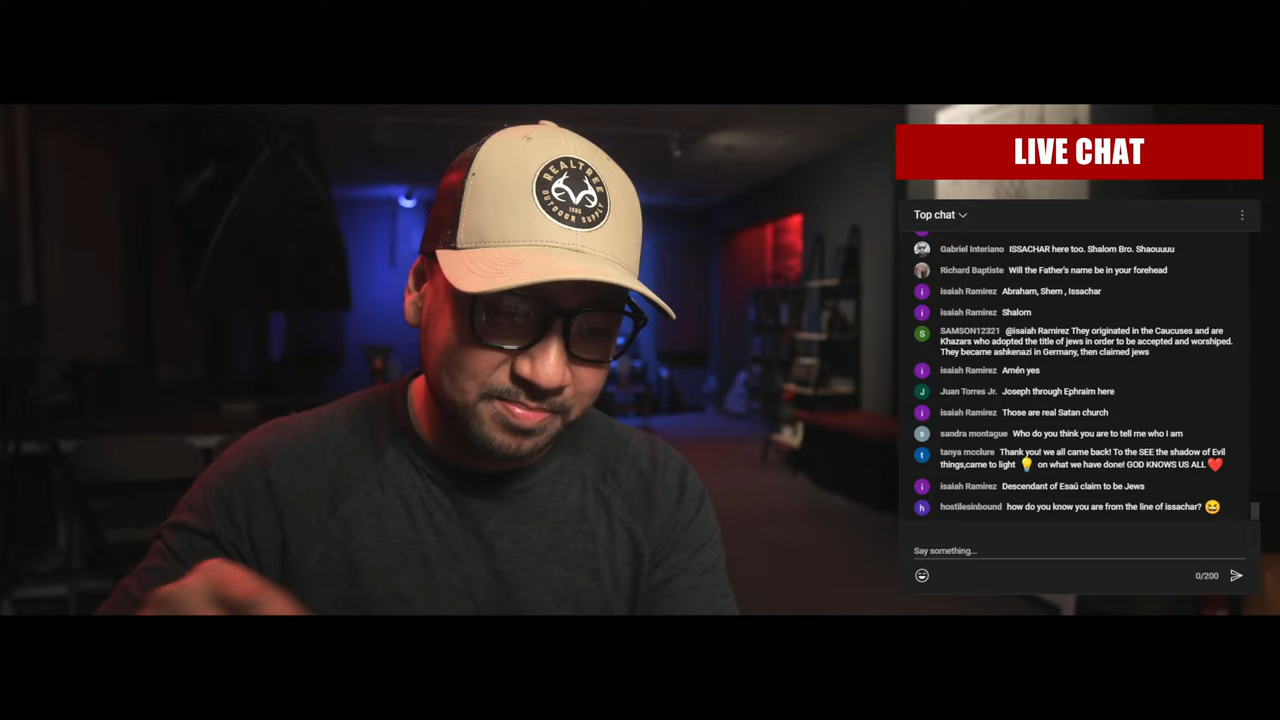 REALTREE
1986
OUTDOOR SUPPLY
LIVE CHAT
Top chat
Gabriel Interiano ISSACHAR here too. Shalom Bro. Shaouuuu
Richard Baptiste Will the Father's name be in your forehead
isaiah Ramirez Abraham, Shem , Issachar
isaiah Ramirez Shalom
SAMSON12321 @isaiah Ramirez They originated in the Caucuses and are
Khazars who adopted the title of jews in order to be accepted and worshiped.
They became ashkenazi in Germany, then claimed jews
isaiah Ramirez Amén yes
Juan Torres Jr. Joseph through Ephraim here
isaiah Ramirez Those are real Satan church
sandra montague Who do you think you are to tell me who I am
tanya mcclure Thank you! we all came back! To the SEE the shadow of Evil
things,came to light 💡 on what we have done! GOD KNOWS US ALL ❤️
isaiah Ramirez Descendant of Esaú claim to be Jews
hostilesinbound how do you know you are from the line of issachar? 😆
Say something...
0/200